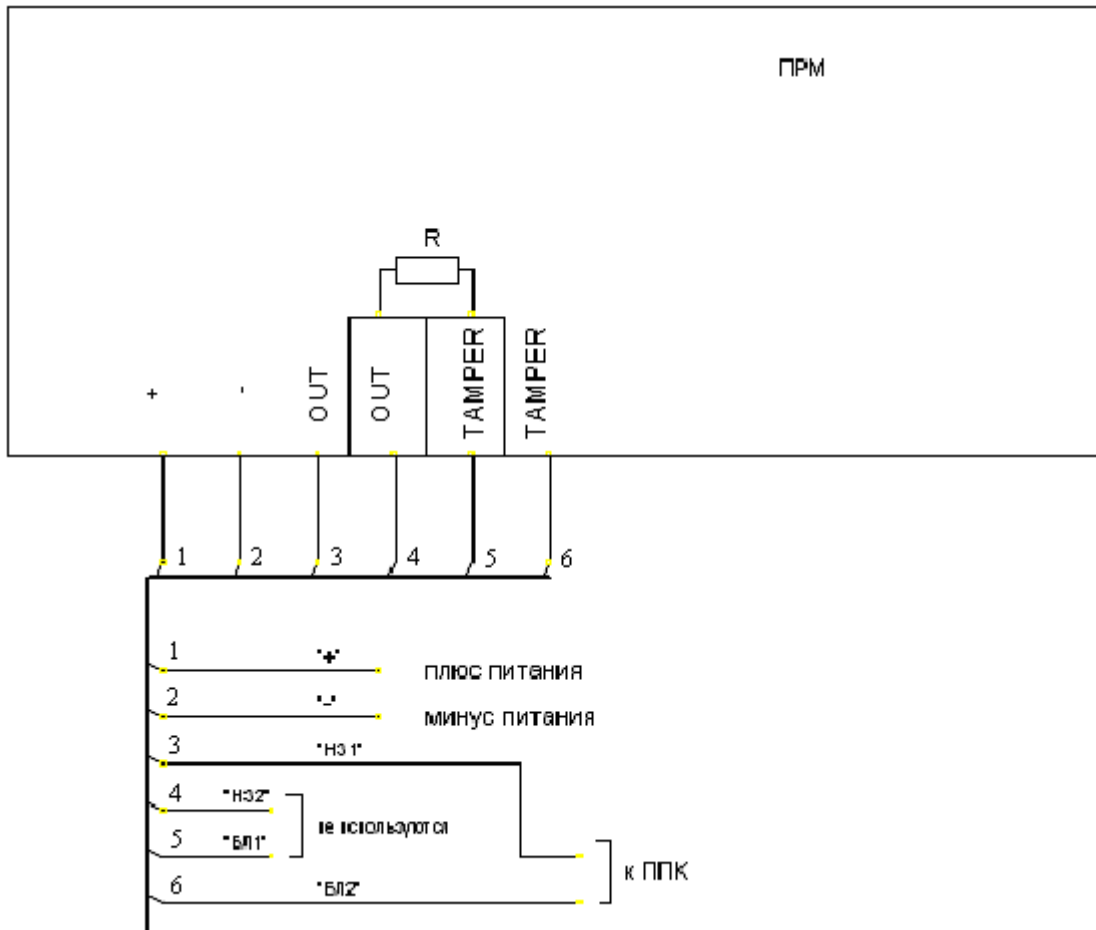 ПРМ
R
+
-
OUT
OUT
TAMPER
TAMPER
1
2
3
4
5
6
1
"+"
плюс питания
2
"-"
минус питания
3
"НЗ1"
4
"НЗ2"
не используются
5
"БЛ1"
к ППК
6
"БЛ2"